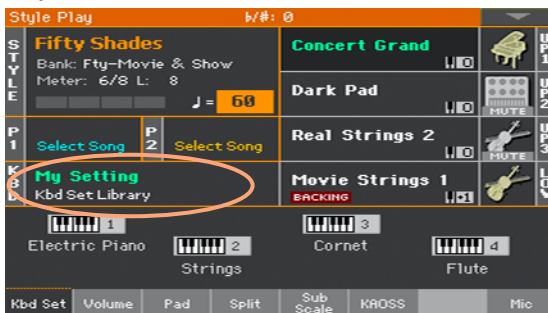 Style Play
♭/#: 0
STYLE
Fifty Shades
Bank: Fty-Movie & Show
Meter: 6/8 L: 8
♩= 60
P1
Select Song
P2
Select Song
KBD
My Setting
Kbd Set Library
Concert Grand
UP1
Dark Pad
MUTE
UP2
Real Strings 2
MUTE
UP3
Movie Strings 1
BACKING
+1
LOW
1
Electric Piano
2
Strings
3
Cornet
4
Flute
Kbd Set
Volume
Pad
Split
Sub
Scale
KAOSS
Mic